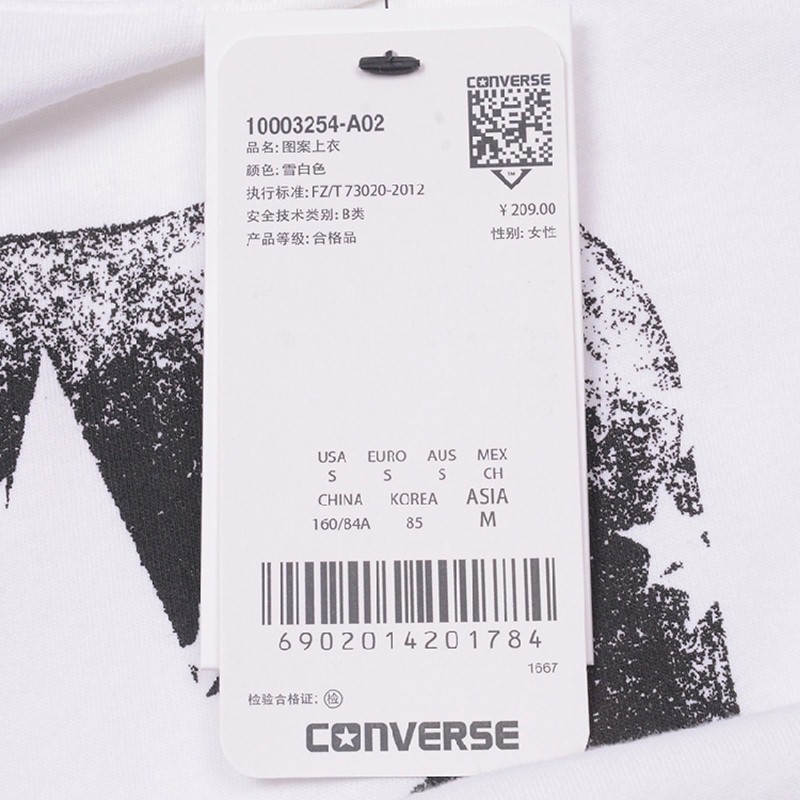 CONVERSE
10003254-A02
品名: 图案上衣
颜色: 雪白色
执行标准: FZ/T 73020-2012
安全技术类别: B类
¥ 209.00
产品等级: 合格品
性别: 女性
TM
USA EURO AUS MEX
S S S CH
CHINA KOREA ASIA
160/84A 85 M
6902014201784
1667
检验合格证: 检
CONVERSE